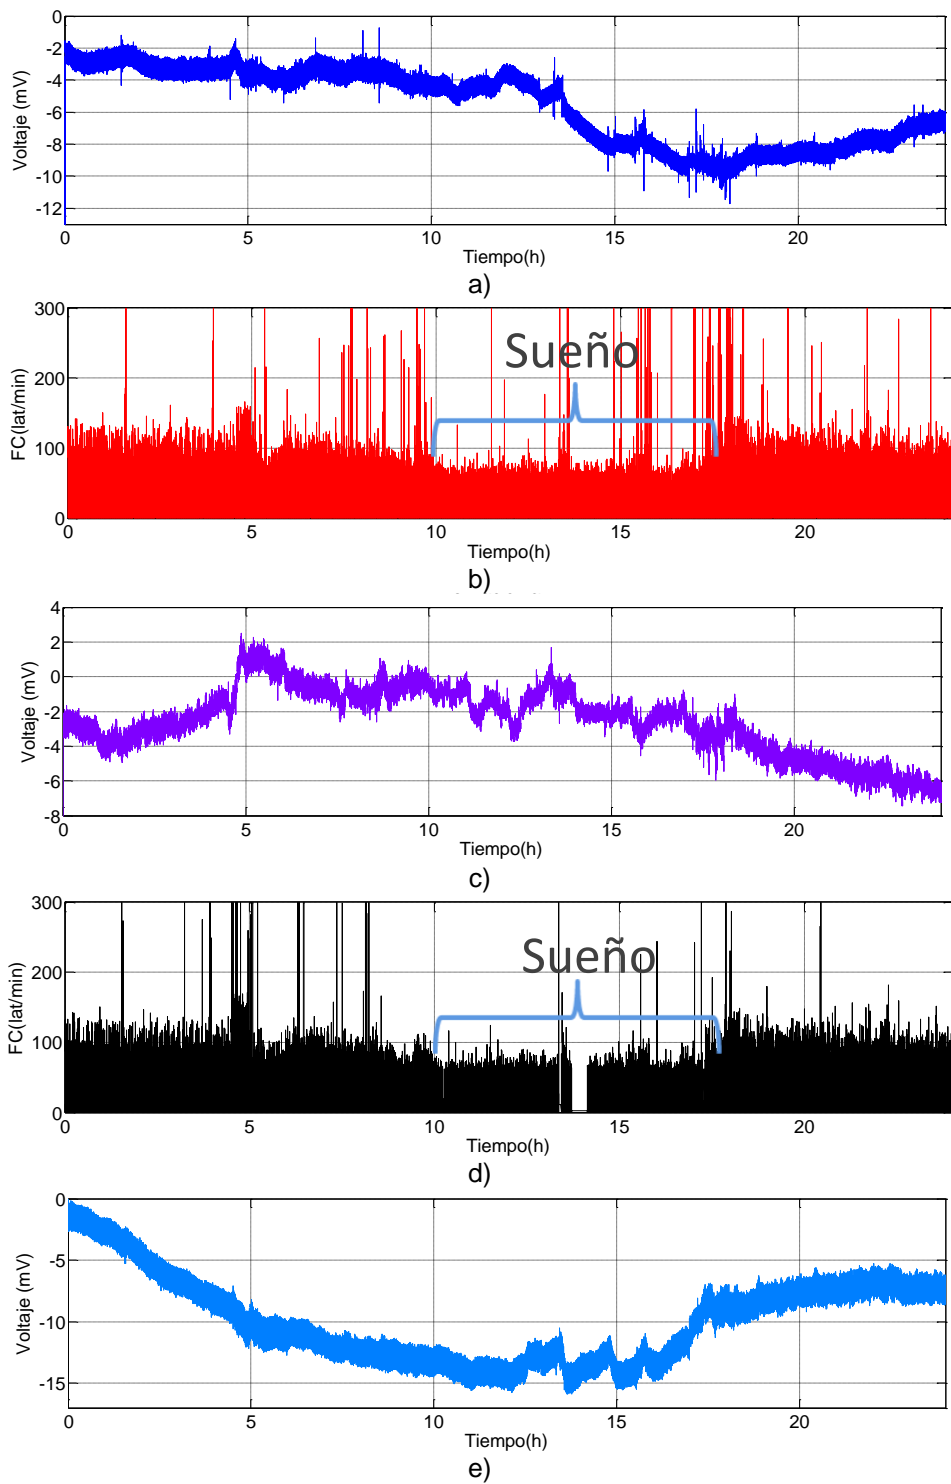 0
-2
-4
-6
-8
-10
-12
Voltaje (mV)
0 5 10 15 20
Tiempo(h)
a)
300
200
100
0
FC(lat/min)
Sueño
0 5 10 15 20
Tiempo(h)
b)
4
2
0
-2
-4
-6
-8
Voltaje (mV)
0 5 10 15 20
Tiempo(h)
c)
300
200
100
0
FC(lat/min)
Sueño
0 5 10 15 20
Tiempo(h)
d)
0
-5
-10
-15
Voltaje (mV)
0 5 10 15 20
Tiempo(h)
e)